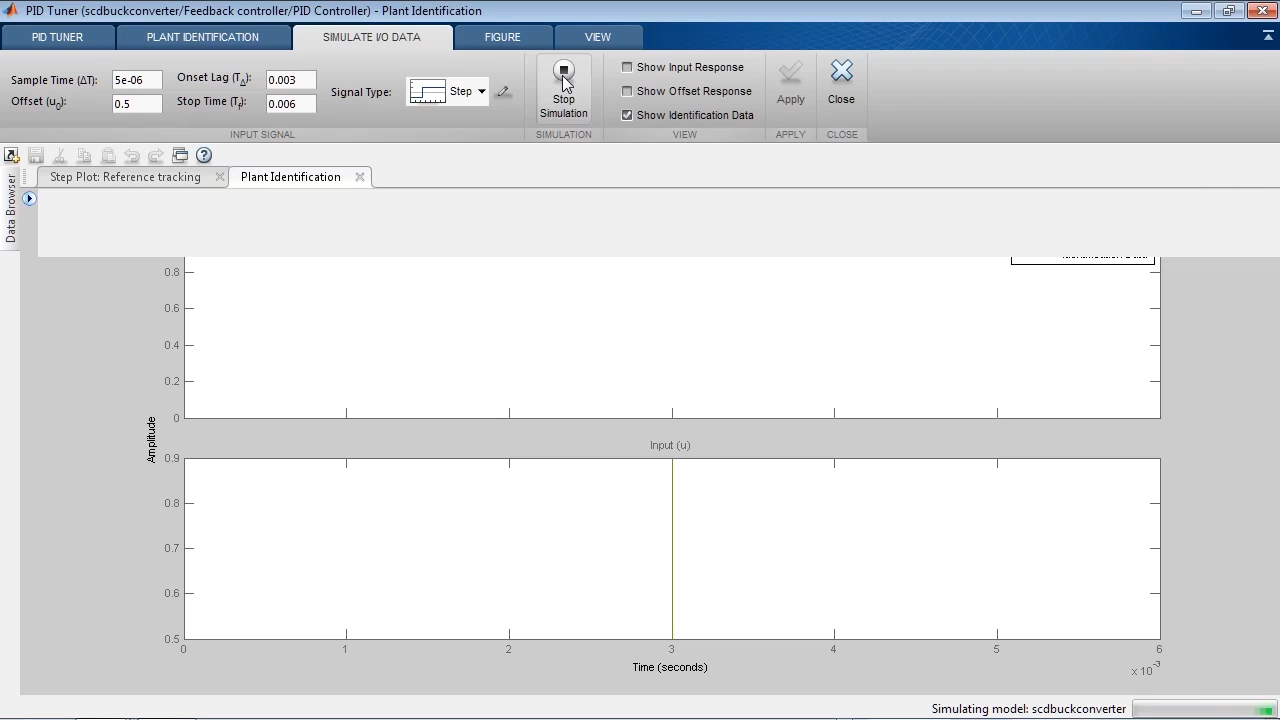 PID Tuner (scdbuckconverter/Feedback controller/PID Controller) - Plant Identification
PID TUNER
PLANT IDENTIFICATION
SIMULATE I/O DATA
FIGURE
VIEW
Sample Time (ΔT): 5e-06
Onset Lag (TΔ): 0.003
Offset (u0): 0.5
Stop Time (Tf): 0.006
Signal Type: Step
Stop
Simulation
Show Input Response
Show Offset Response
Show Identification Data
Apply
Close
INPUT SIGNAL
SIMULATION
VIEW
APPLY
CLOSE
Data Browser
Step Plot: Reference tracking
Plant Identification
0.8
0.6
0.4
0.2
0
Amplitude
Input (u)
0.9
0.8
0.7
0.6
0.5
0 1 2 3 4 5 6
x 10⁻³
Time (seconds)
Simulating model: scdbuckconverter